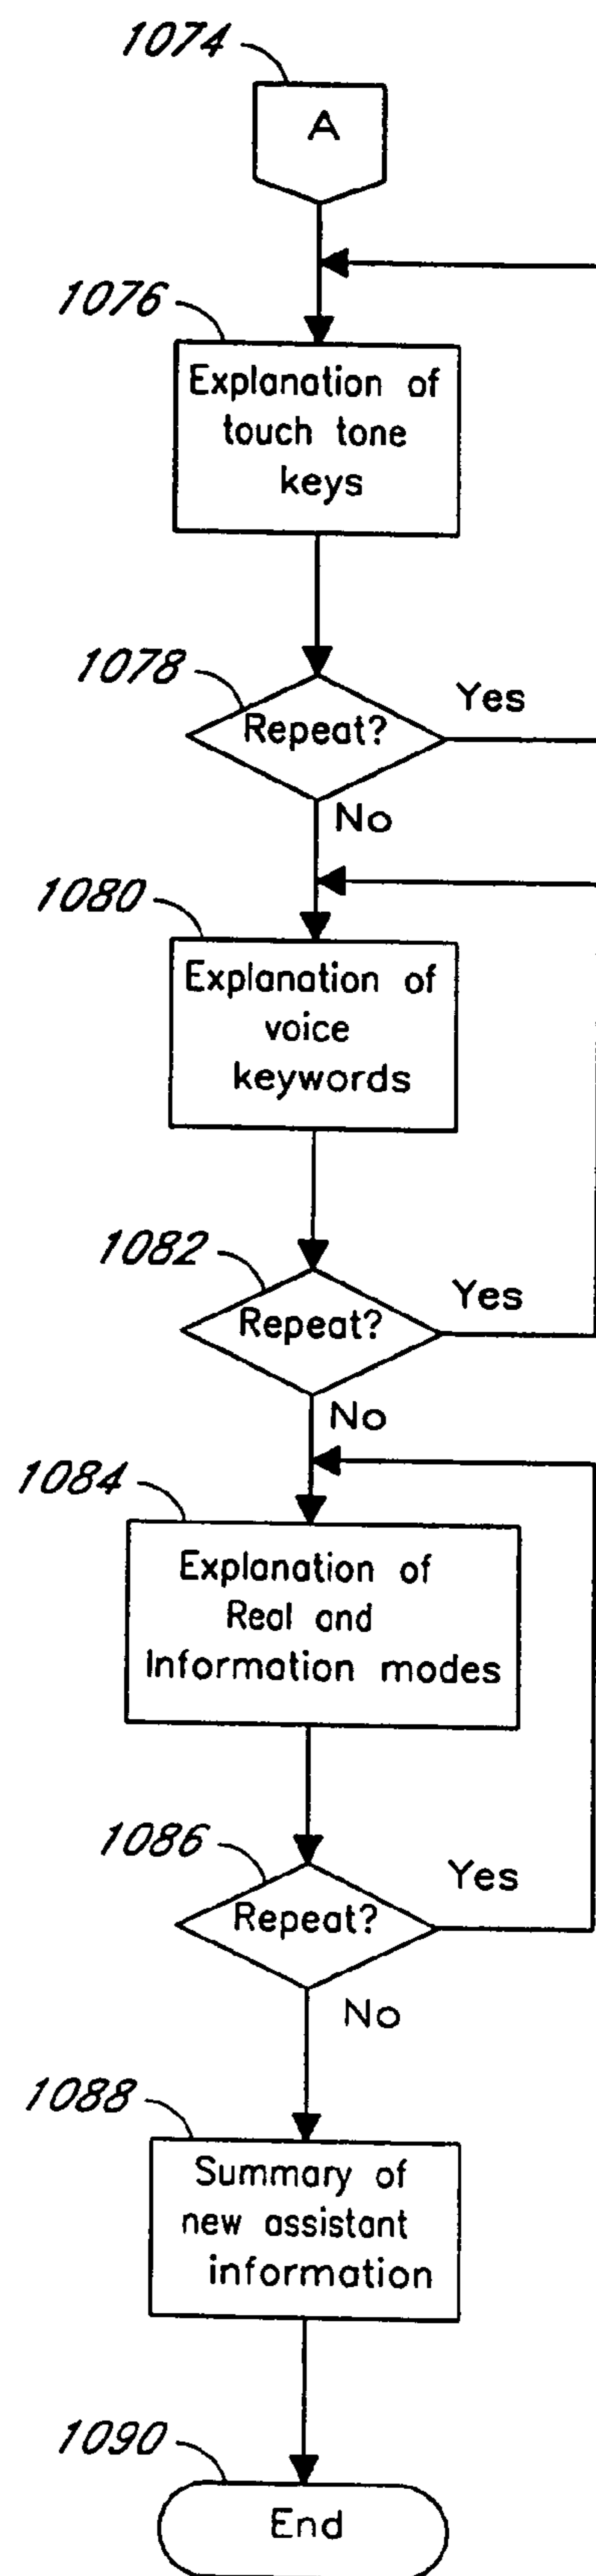 1074
A
1076
Explanation of
touch tone
keys
1078
Repeat?
Yes
No
1080
Explanation of
voice
keywords
1082
Repeat?
Yes
No
1084
Explanation of
Real and
Information modes
1086
Repeat?
Yes
No
1088
Summary of
new assistant
information
1090
End